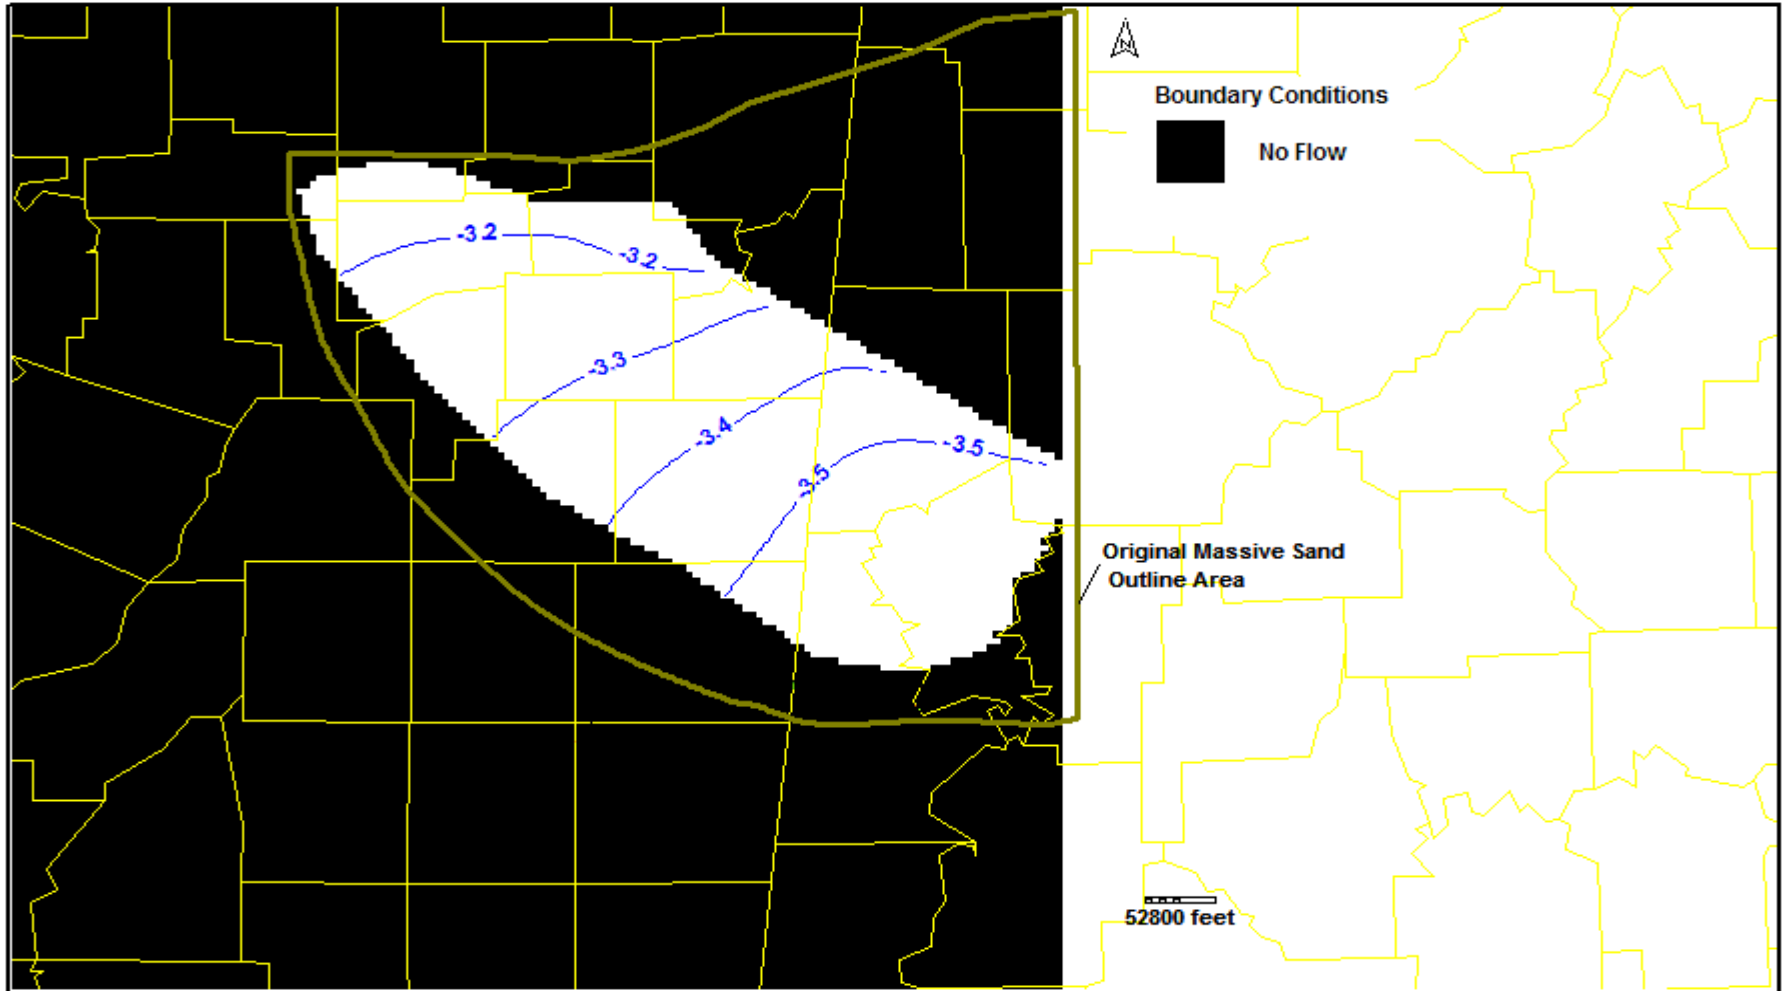 N
Boundary Conditions
No Flow
-3.2
-3.2
-3.3
-3.4
-3.5
-3.5
Original Massive Sand
Outline Area
52800 feet